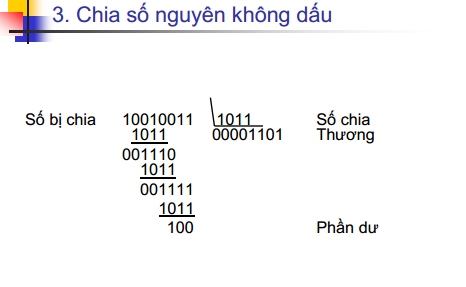 3. Chia số nguyên không dấu
Số bị chia 10010011 1011 Số chia
1011 00001101 Thương
001110
1011
001111
1011
100 Phần dư